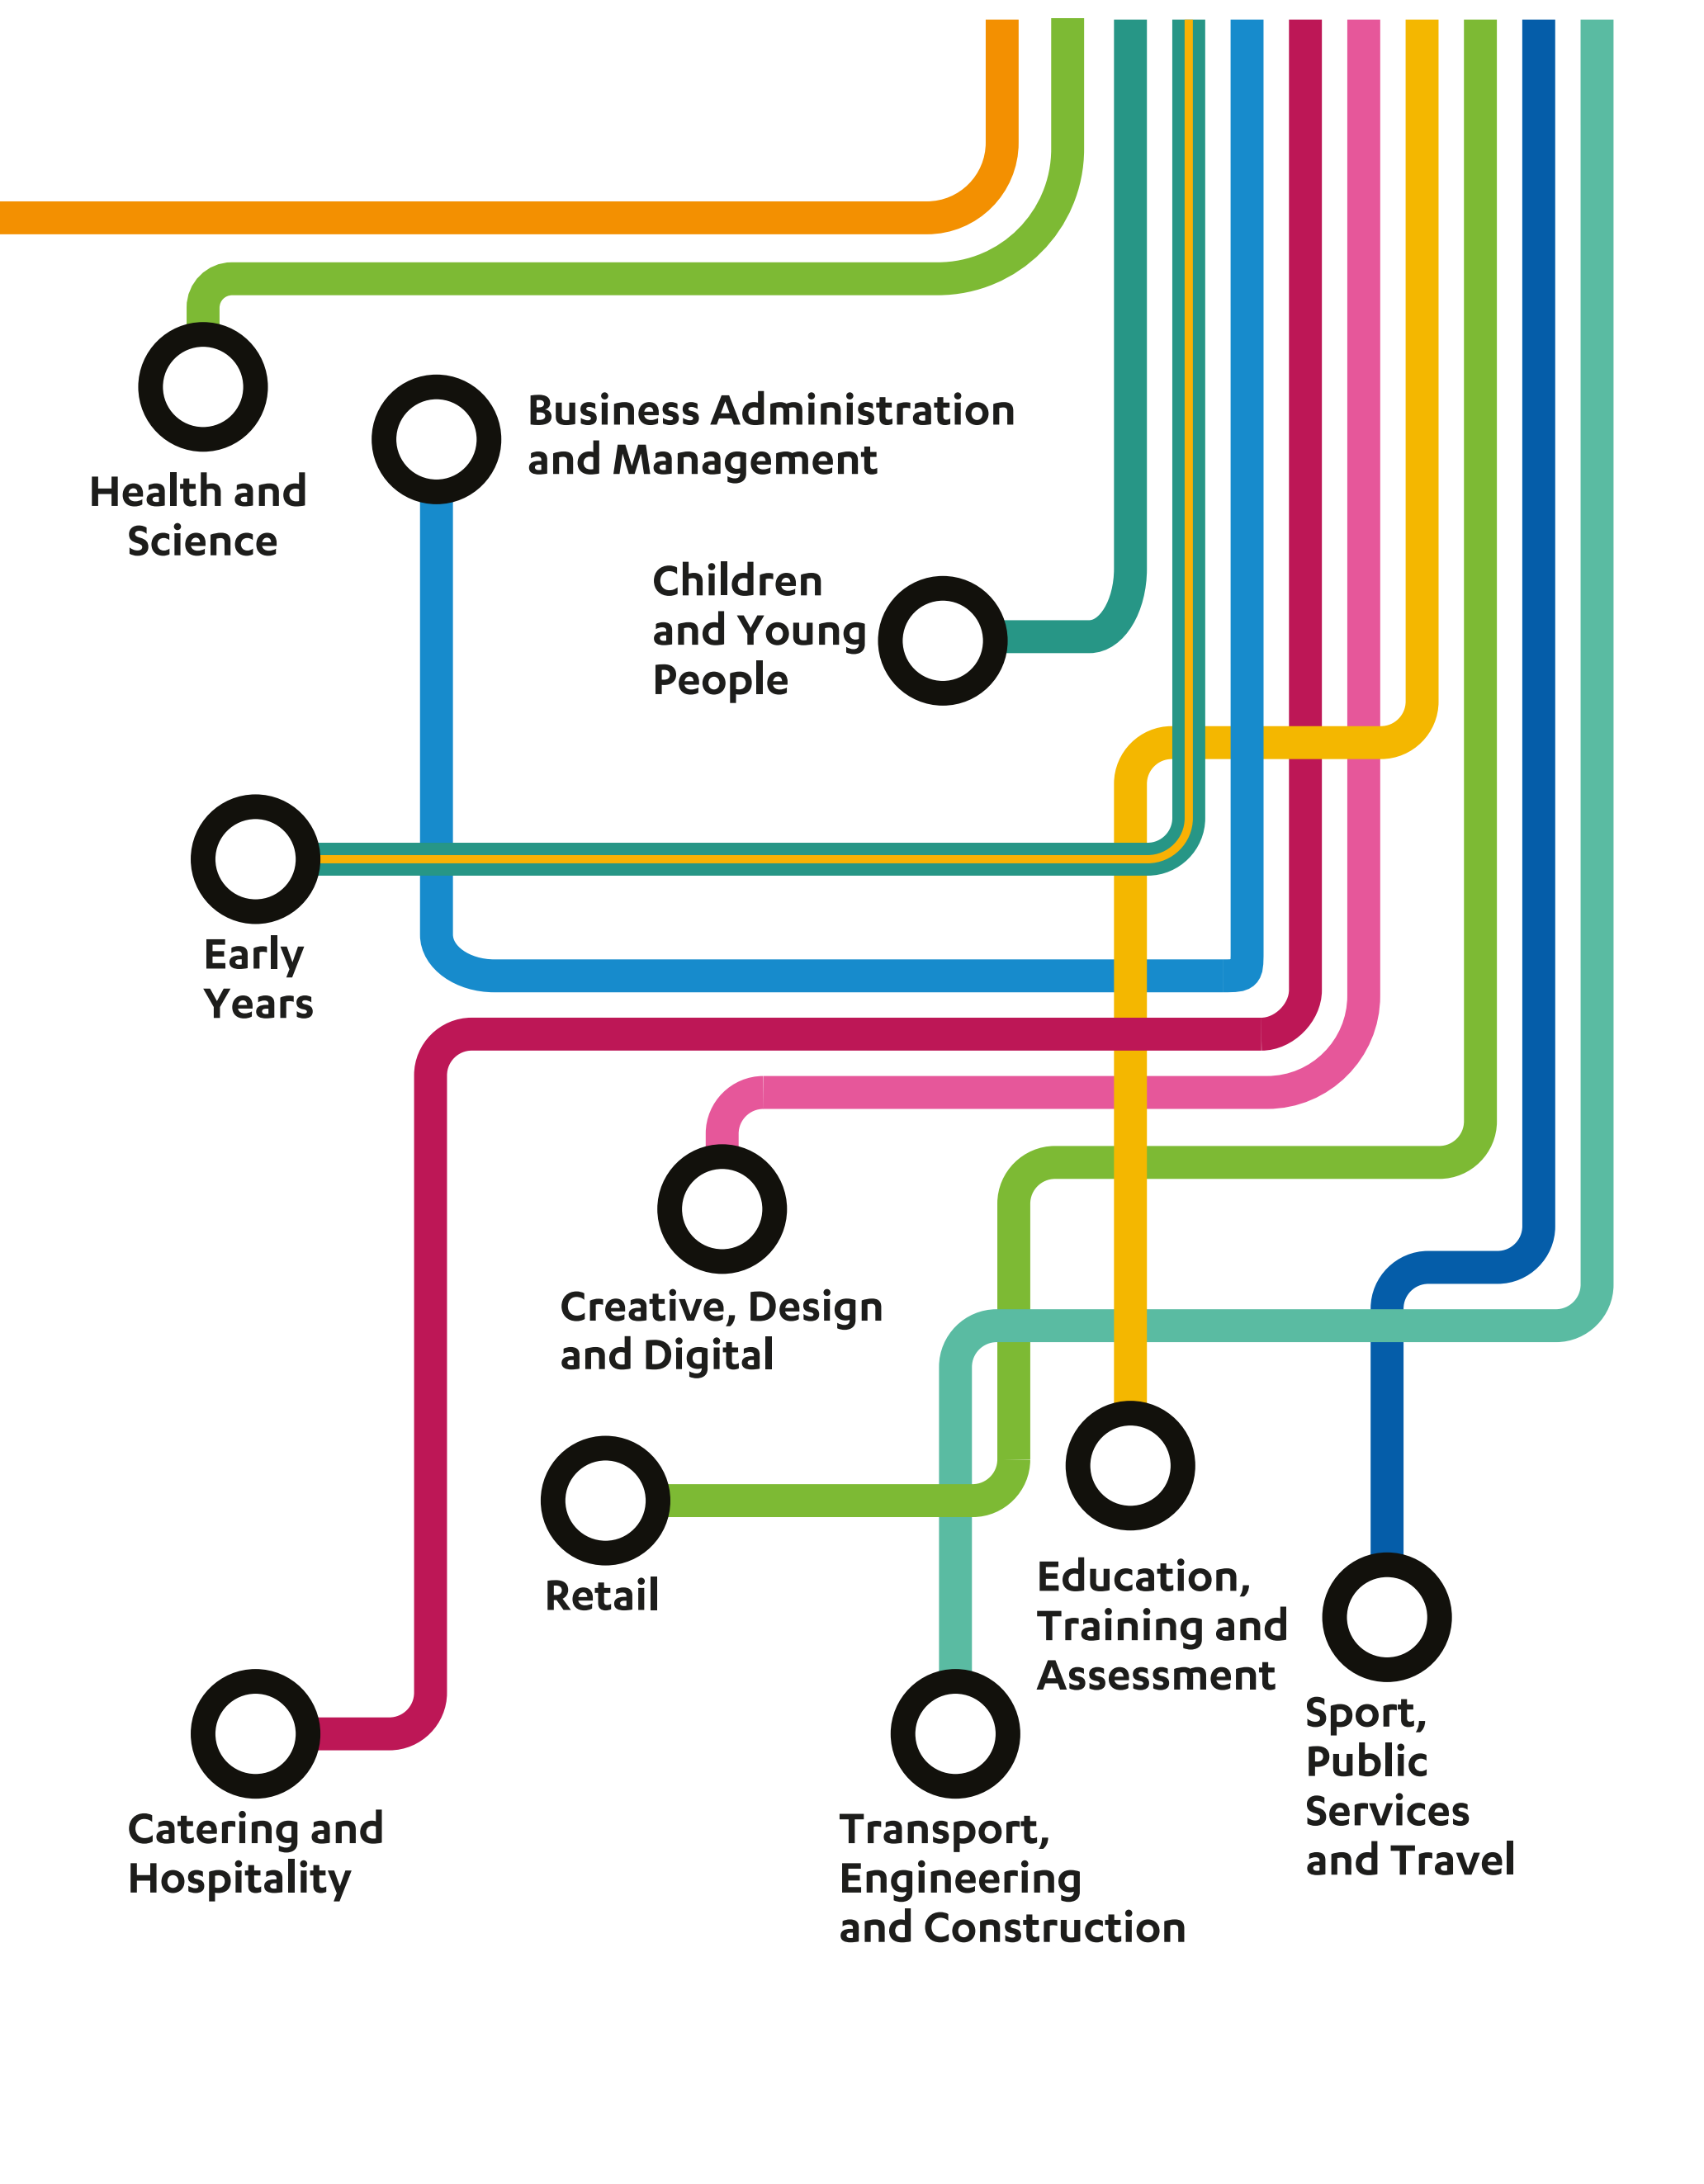 Business Administration
and Management
Health and
Science
Children
and Young
People
Early
Years
Creative, Design
and Digital
Retail
Education,
Training and
Assessment
Sport,
Public
Services
and Travel
Catering and
Hospitality
Transport,
Engineering
and Construction